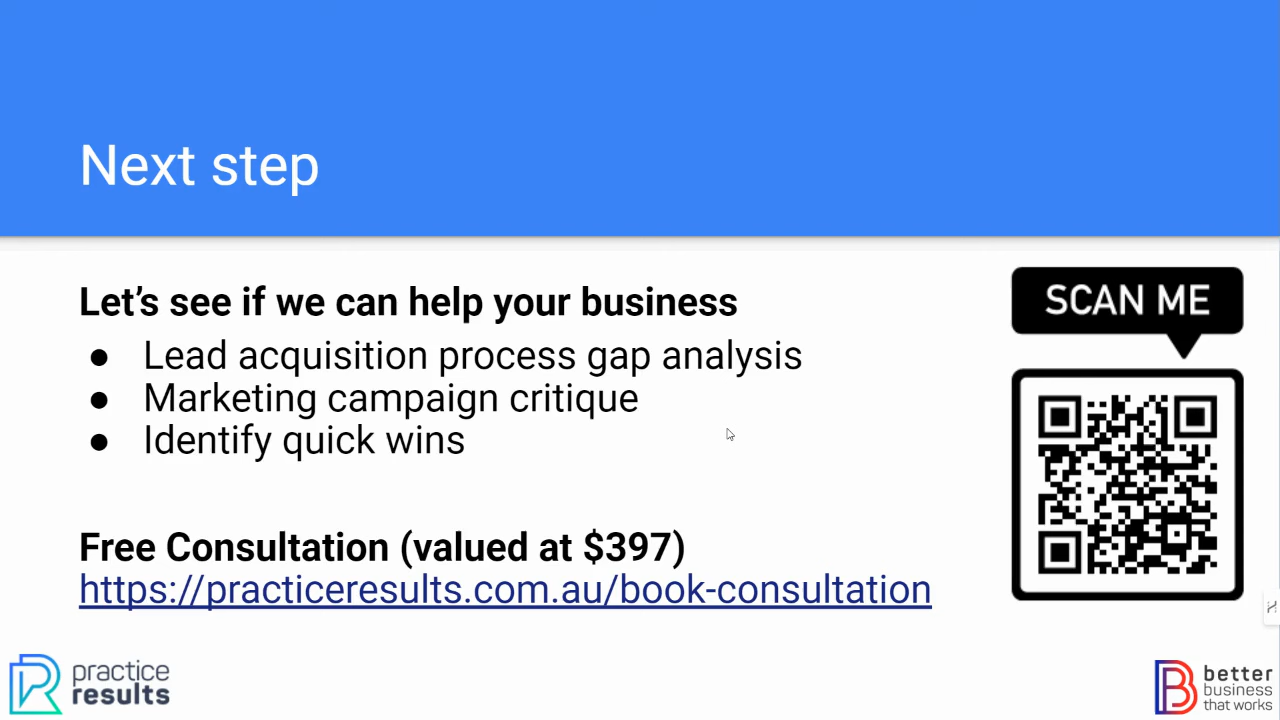 Next step
Let's see if we can help your business
● Lead acquisition process gap analysis
● Marketing campaign critique
● Identify quick wins
Free Consultation (valued at $397)
https://practiceresults.com.au/book-consultation
SCAN ME
practice
results
better
business
that works